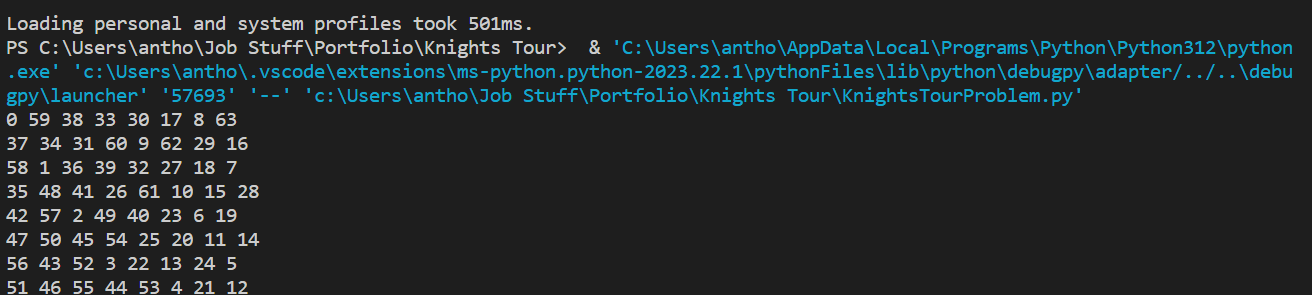 Loading personal and system profiles took 501ms.
PS C:\Users\antho\Job Stuff\Portfolio\Knights Tour>  & 'C:\Users\antho\AppData\Local\Programs\Python\Python312\python
.exe' 'c:\Users\antho\.vscode\extensions\ms-python.python-2023.22.1\pythonFiles\lib\python\debugpy\adapter/../..\debu
gpy\launcher' '57693' '--' 'c:\Users\antho\Job Stuff\Portfolio\Knights Tour\KnightsTourProblem.py'
0 59 38 33 30 17 8 63
37 34 31 60 9 62 29 16
58 1 36 39 32 27 18 7
35 48 41 26 61 10 15 28
42 57 2 49 40 23 6 19
47 50 45 54 25 20 11 14
56 43 52 3 22 13 24 5
51 46 55 44 53 4 21 12